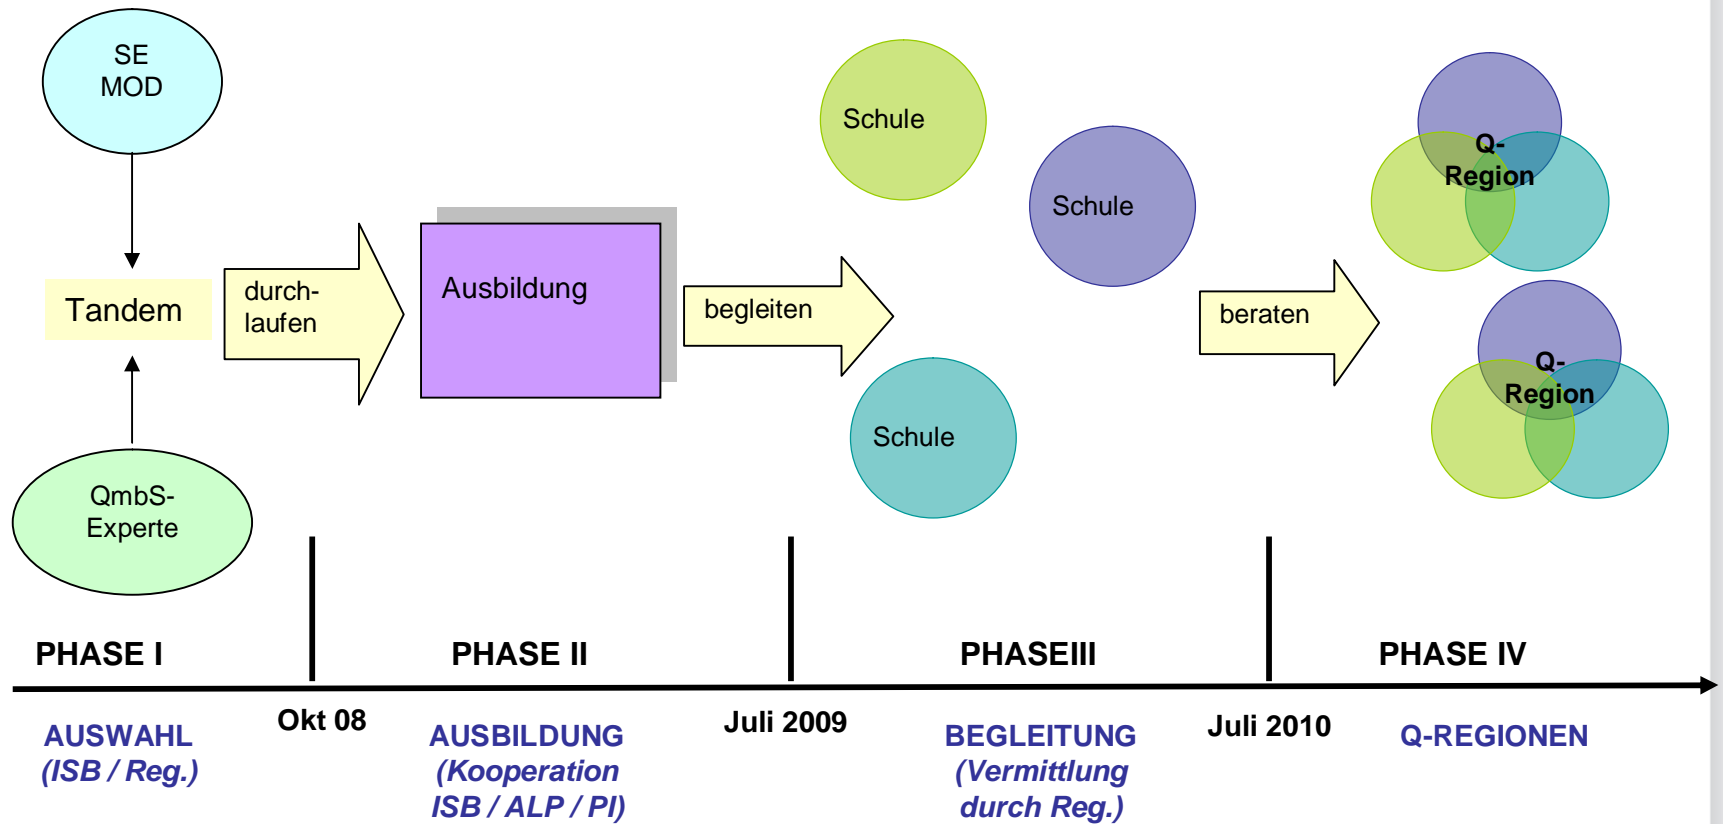 SE
MOD
Tandem
QmbS-
Experte
durch-
laufen
Ausbildung
begleiten
Schule
Schule
Schule
beraten
Q-
Region
Q-
Region
PHASE I
PHASE II
PHASEIII
PHASE IV
Okt 08
Juli 2009
Juli 2010
AUSWAHL
(ISB / Reg.)
AUSBILDUNG
(Kooperation
ISB / ALP / PI)
BEGLEITUNG
(Vermittlung
durch Reg.)
Q-REGIONEN